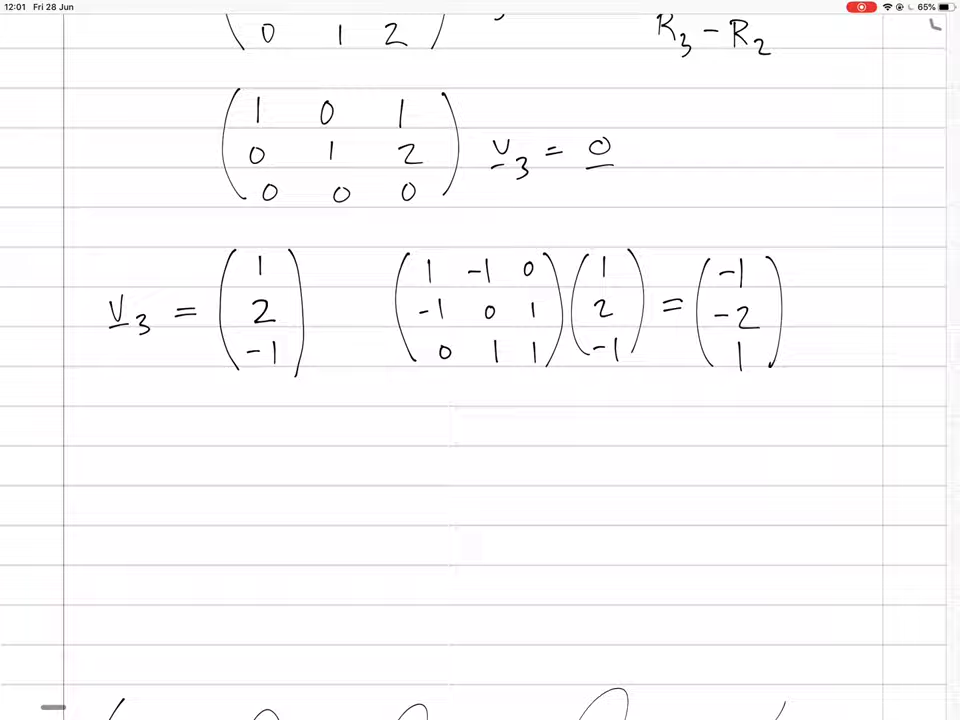 12:01 Fri 28 Jun 65%
0 1 2 R₃ - R₂
1 0 1
0 1 2 v₃ = 0
0 0 0
1 1 -1 0 1 -1
v₃ = 2 -1 0 1 2 = -2
-1 0 1 1 -1 1